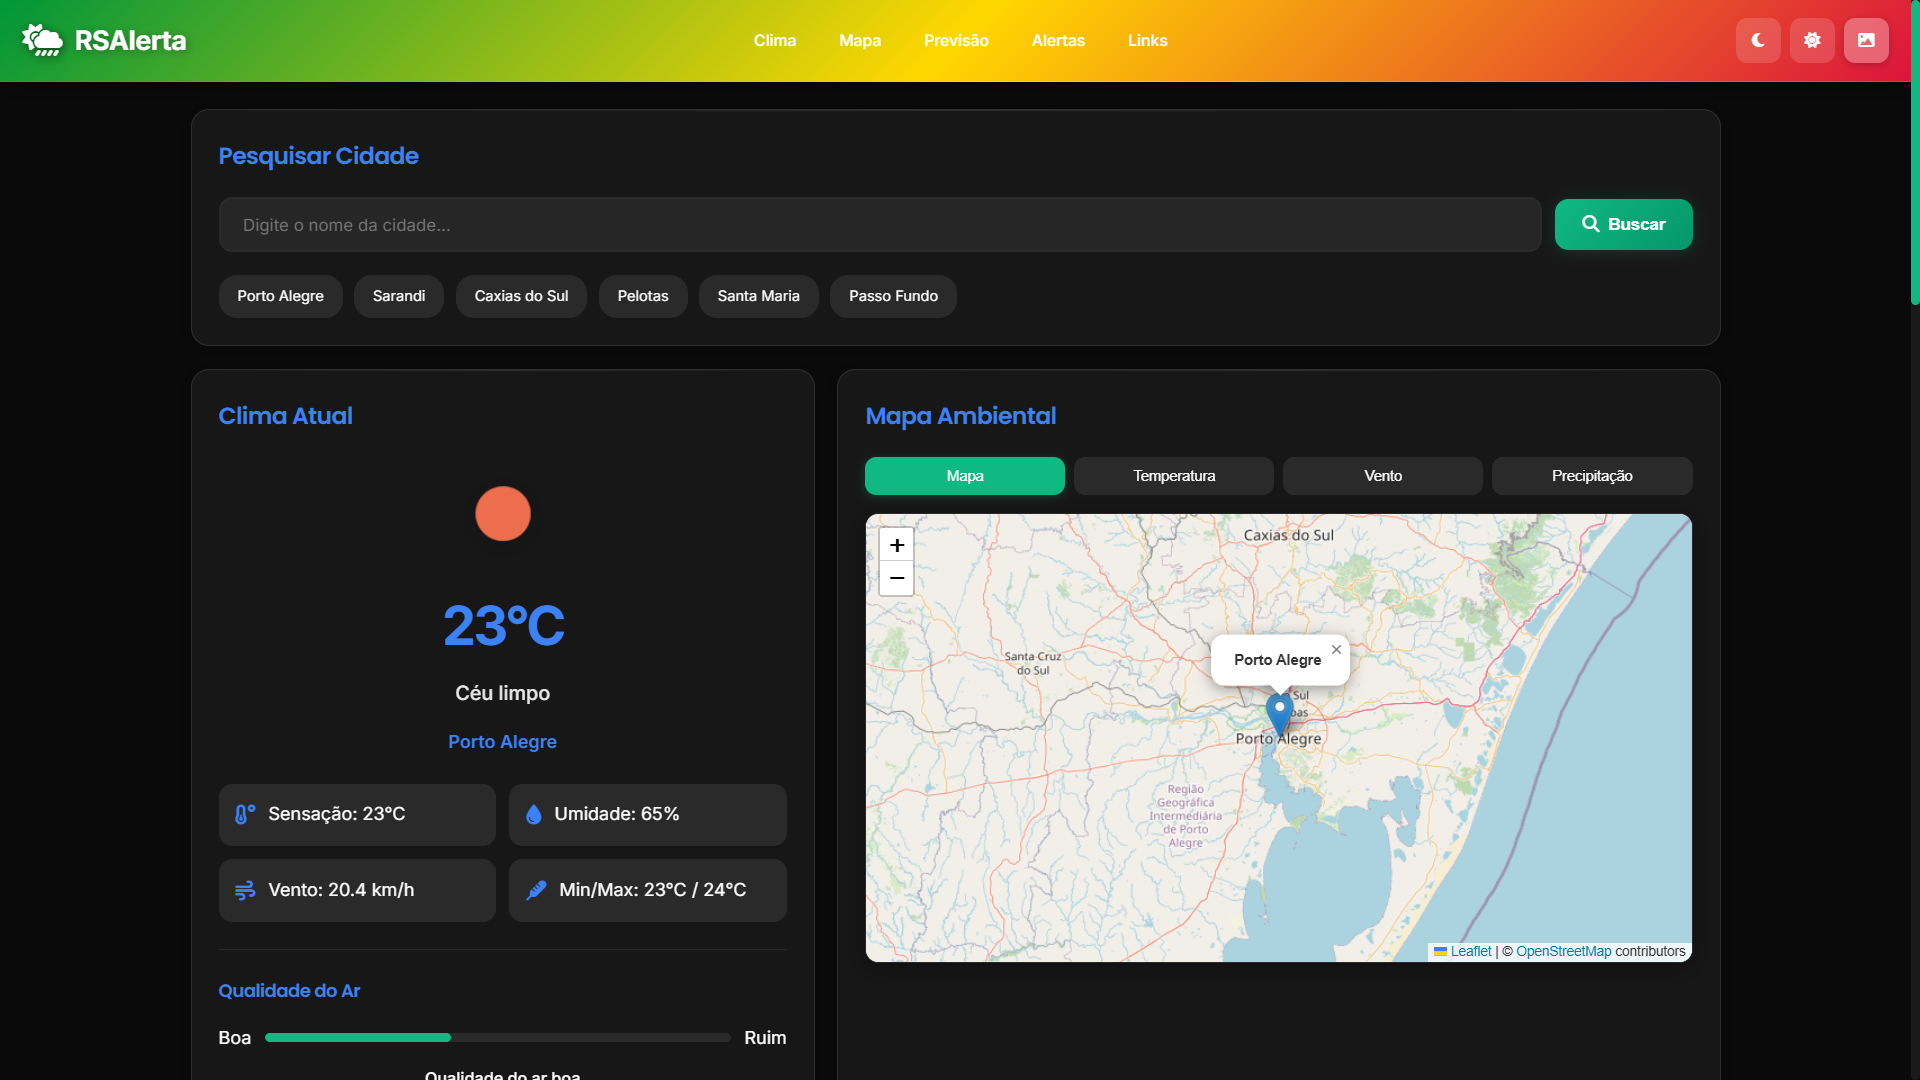 RSAlerta
Clima
Mapa
Previsão
Alertas
Links
Pesquisar Cidade
Digite o nome da cidade...
Buscar
Porto Alegre
Sarandi
Caxias do Sul
Pelotas
Santa Maria
Passo Fundo
Clima Atual
23°C
Céu limpo
Porto Alegre
Sensação: 23°C
Umidade: 65%
Vento: 20.4 km/h
Min/Max: 23°C / 24°C
Qualidade do Ar
Boa
Ruim
Qualidade do ar boa
Mapa Ambiental
Mapa
Temperatura
Vento
Precipitação
+
−
Caxias do Sul
Santa Cruz
do Sul
Porto Alegre
×
Sul
Porto Alegre
Região
Geográfica
Intermediária
de Porto
Alegre
Leaflet | © OpenStreetMap contributors